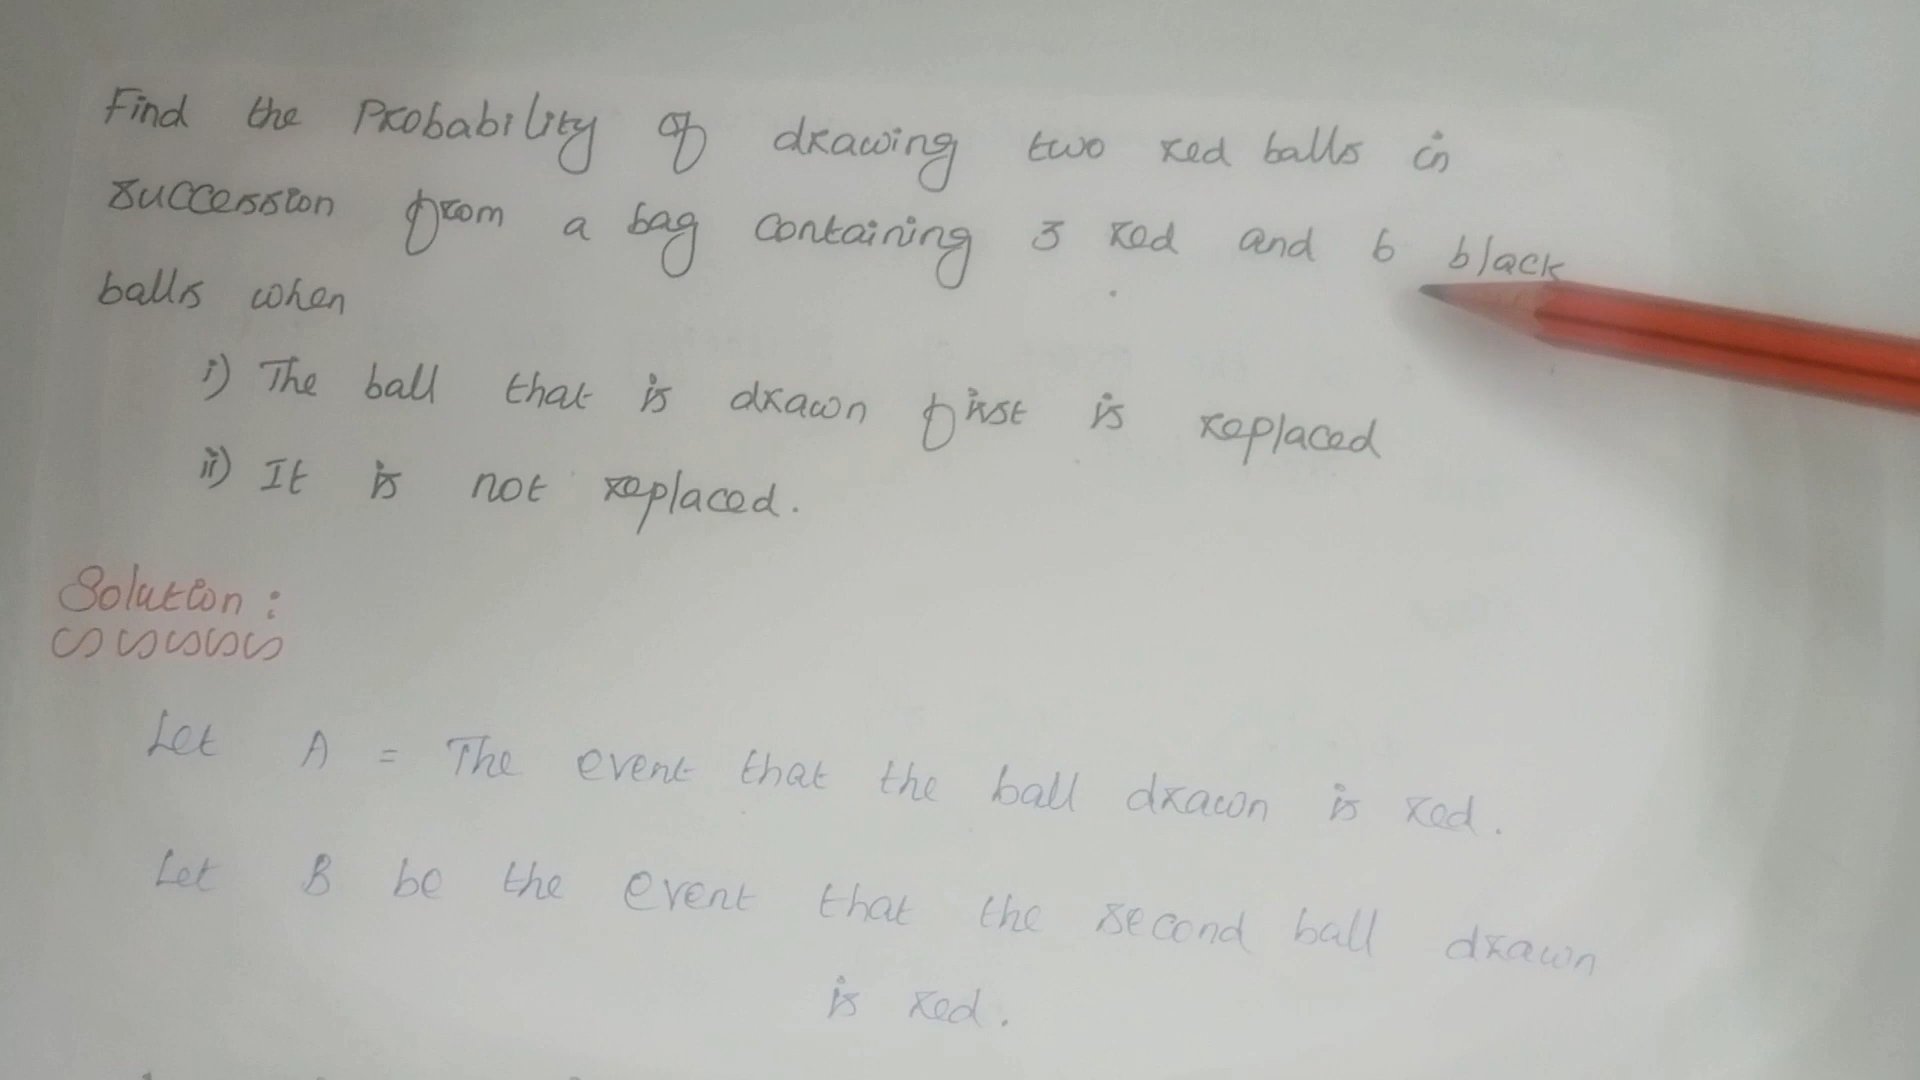 Find the Probability of drawing two red balls in
succession from a bag containing 3 red and 6 black
balls when
i) The ball that is drawn first is replaced
ii) It is not replaced.
Solution :
Let A = The event that the ball drawn is red.
Let B be the event that the second ball drawn
is red.